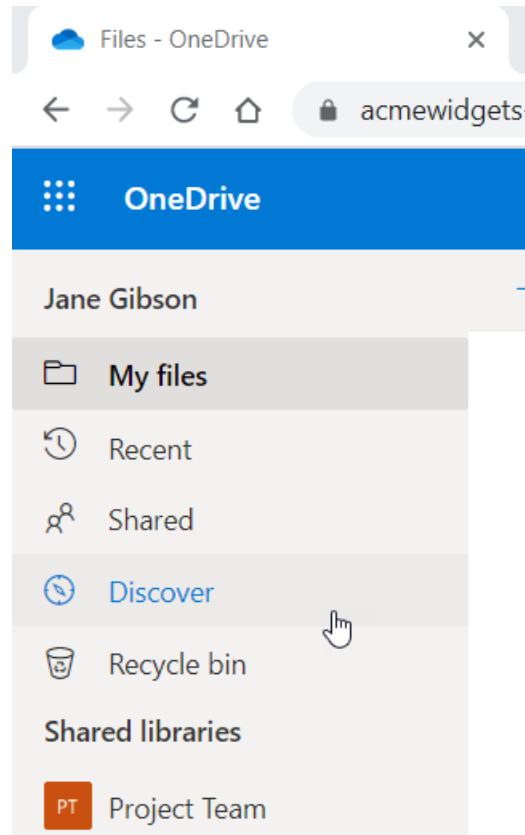 Files - OneDrive
acmewidgets-
OneDrive
Jane Gibson
My files
Recent
Shared
Discover
Recycle bin
Shared libraries
PT Project Team